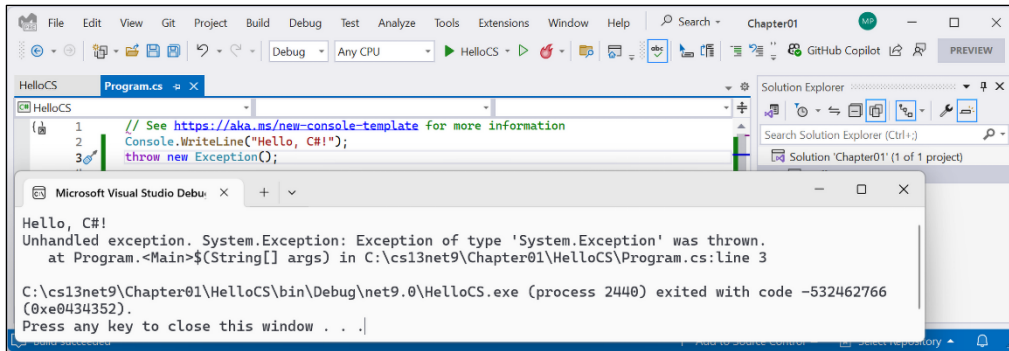 File Edit View Git Project Build Debug Test Analyze Tools Extensions Window Help Search Chapter01 MP
Debug Any CPU HelloCS abc GitHub Copilot PREVIEW
HelloCS Program.cs Solution Explorer
C# HelloCS
1 // See https://aka.ms/new-console-template for more information
Search Solution Explorer (Ctrl+;)
2 Console.WriteLine("Hello, C#!");
3 throw new Exception();
Solution 'Chapter01' (1 of 1 project)
Microsoft Visual Studio Debu
Hello, C#!
Unhandled exception. System.Exception: Exception of type 'System.Exception' was thrown.
at Program.<Main>$(String[] args) in C:\cs13net9\Chapter01\HelloCS\Program.cs:line 3
C:\cs13net9\Chapter01\HelloCS\bin\Debug\net9.0\HelloCS.exe (process 2440) exited with code -532462766
(0xe0434352).
Press any key to close this window . . .